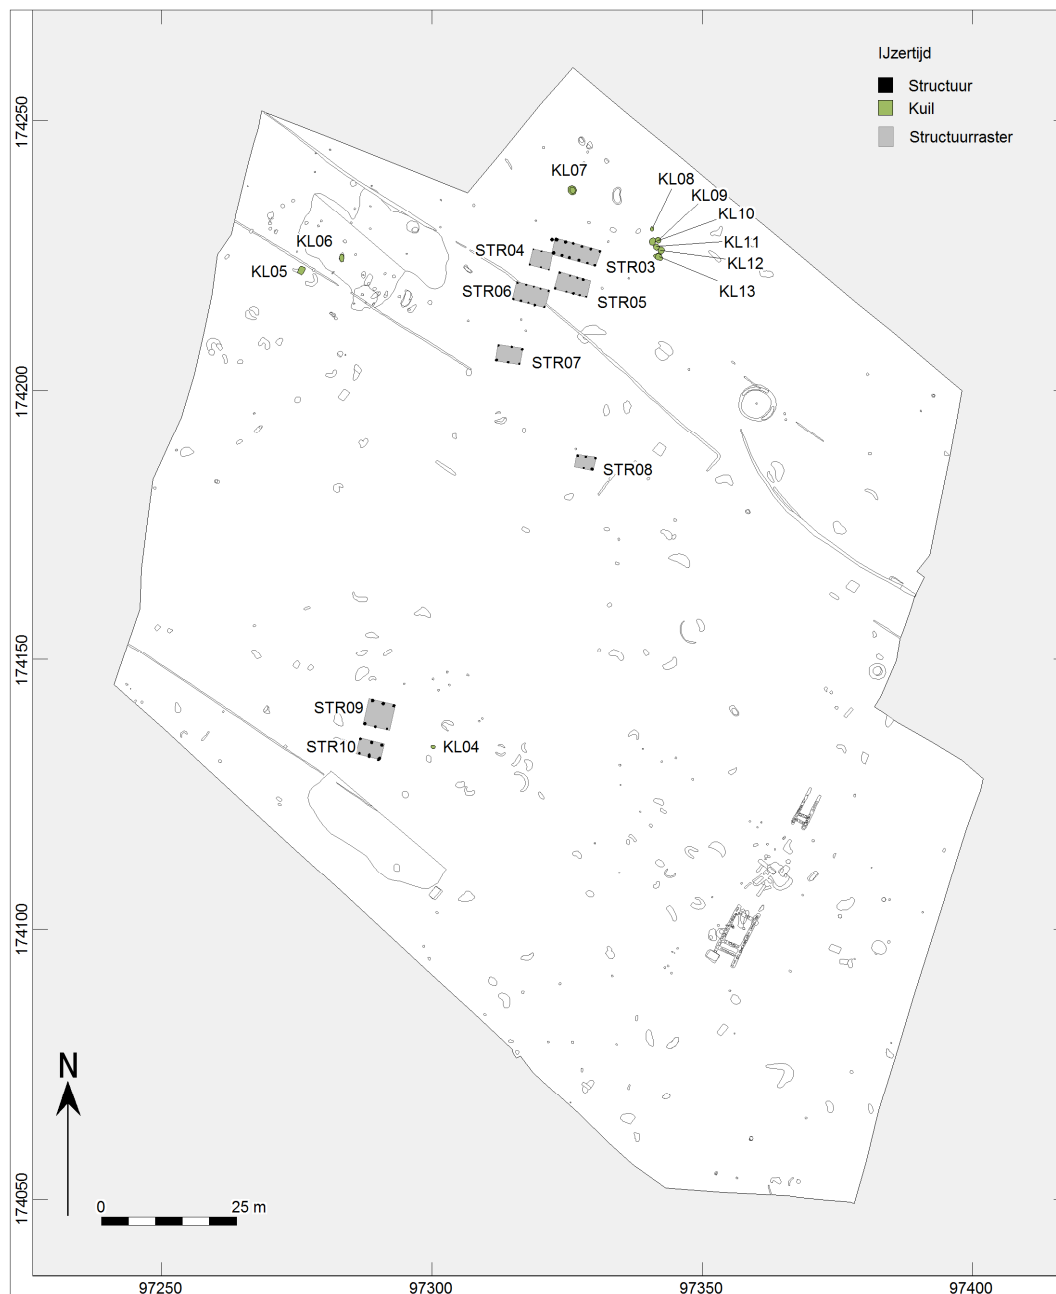 IJzertijd
Structuur
Kuil
Structuurraster
174250
174200
174150
174100
174050
KL07
KL08
KL09
KL10
KL11
KL12
KL13
KL06
KL05
STR04
STR03
STR06
STR05
STR07
STR08
STR09
STR10
KL04
N
0 25 m
97250 97300 97350 97400